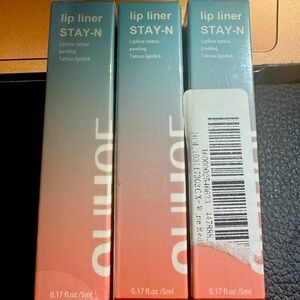 lip liner
STAY-N
Lipline tattoo
peeling
Tattoo lipstick
OUHOE
0.17 fl.oz /5ml
lip liner
STAY-N
Lipline tattoo
peeling
Tattoo lipstick
OUHOE
0.17 fl.oz /5ml
lip liner
STAY-N
Lipline tattoo
peeling
Tattoo lipstick
0.17 fl.oz /5ml